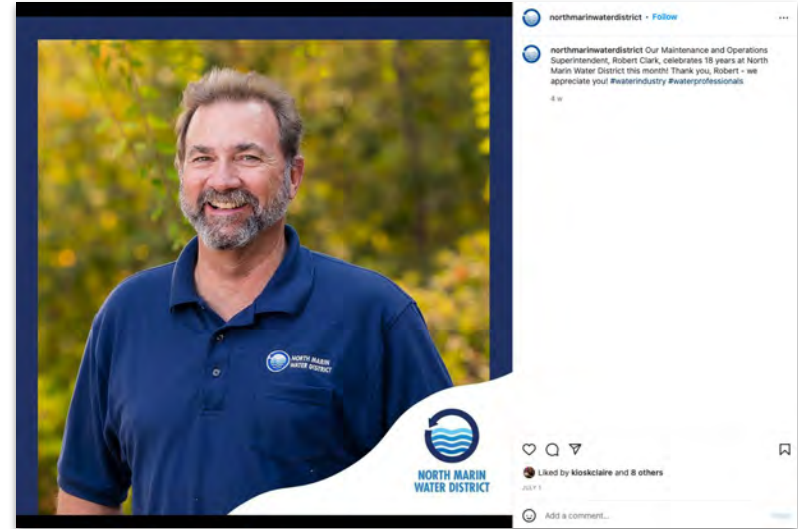 northmarinwaterdistrict • Follow
northmarinwaterdistrict Our Maintenance and Operations
Superintendent, Robert Clark, celebrates 18 years at North
Marin Water District this month! Thank you, Robert – we
appreciate you! #waterindustry #waterprofessionals
4 w
NORTH MARIN
WATER DISTRICT
NORTH MARIN
WATER DISTRICT
Liked by kioskclaire and 8 others
JULY 1
Add a comment...